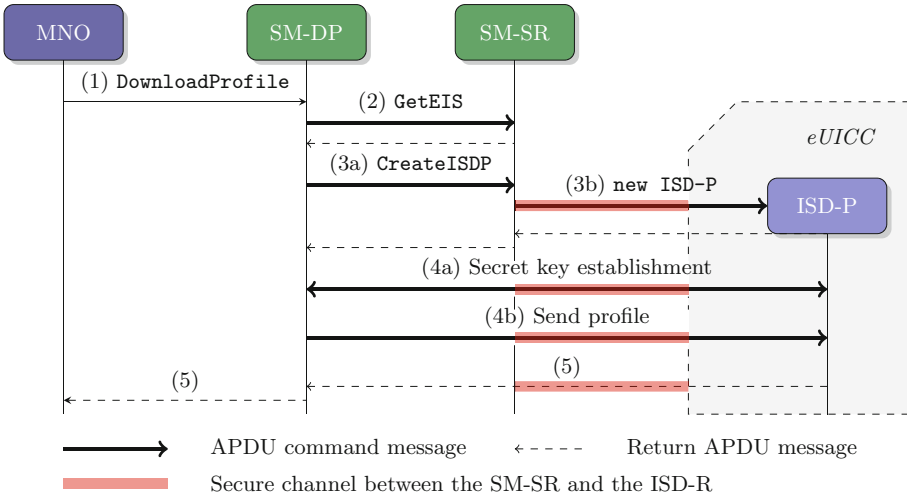 MNO
SM-DP
SM-SR
(1) DownloadProfile
(2) GetEIS
eUICC
(3a) CreateISDP
(3b) new ISD-P
ISD-P
(4a) Secret key establishment
(4b) Send profile
(5)
(5)
APDU command message
Return APDU message
Secure channel between the SM-SR and the ISD-R